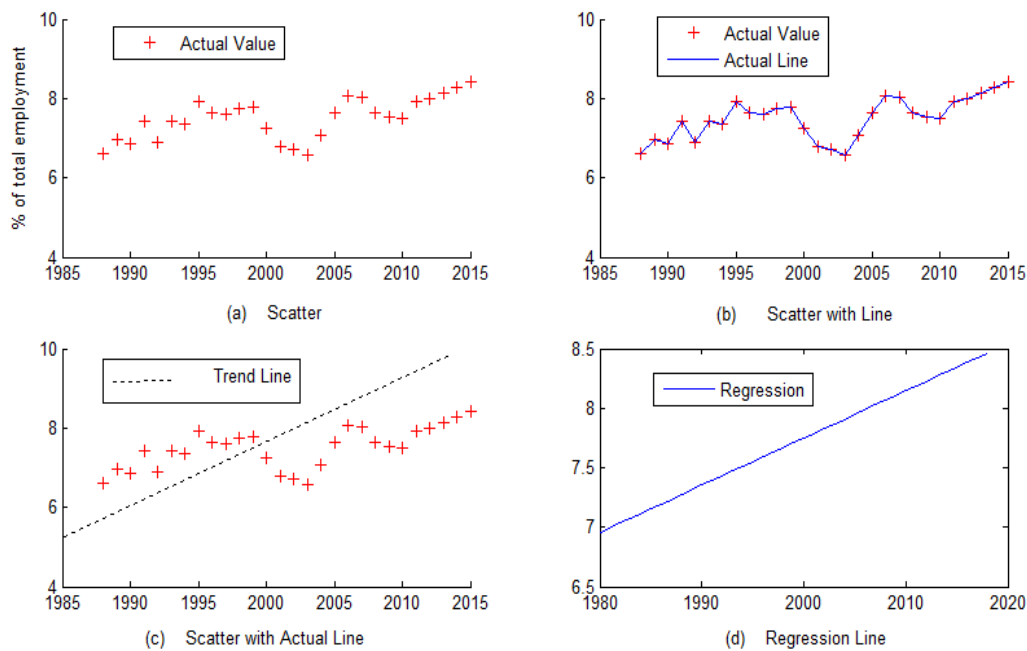 10
Actual Value
8
6
4
% of total employment
1985 1990 1995 2000 2005 2010 2015
(a) Scatter
10
Actual Value
Actual Line
8
6
4
1985 1990 1995 2000 2005 2010 2015
(b) Scatter with Line
10
Trend Line
8
6
4
1985 1990 1995 2000 2005 2010 2015
(c) Scatter with Actual Line
8.5
Regression
8
7.5
7
6.5
1980 1990 2000 2010 2020
(d) Regression Line